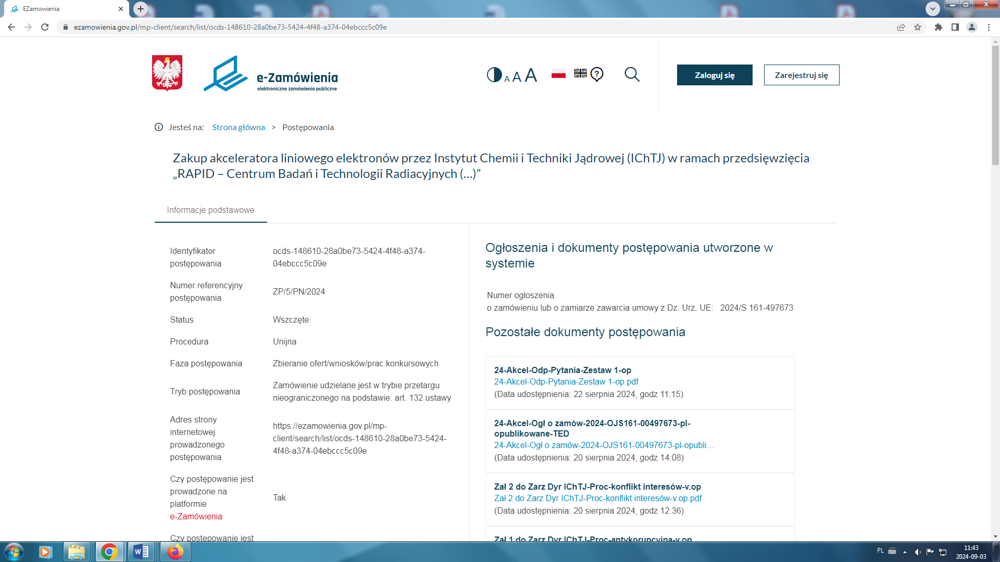 EZamowienia
ezamowienia.gov.pl/mp-client/search/list/ocds-148610-28a0be73-5424-4f48-a374-04ebccc5c09e
e-Zamówienia
elektroniczne zamówienia publiczne
A A A
?
Zaloguj się
Zarejestruj się
Jesteś na: Strona główna > Postępowania
Zakup akceleratora liniowego elektronów przez Instytut Chemii i Techniki Jądrowej (IChTJ) w ramach przedsięwzięcia
„RAPID – Centrum Badań i Technologii Radiacyjnych (...)”
Informacje podstawowe
Identyfikator
postępowania
ocds-148610-28a0be73-5424-4f48-a374-
04ebccc5c09e
Numer referencyjny
postępowania
ZP/5/PN/2024
Status
Wszczęte
Procedura
Unijna
Faza postępowania
Zbieranie ofert/wniosków/prac konkursowych
Tryb postępowania
Zamówienie udzielane jest w trybie przetargu
nieograniczonego na podstawie: art. 132 ustawy
Adres strony
internetowej
prowadzonego
postępowania
https://ezamowienia.gov.pl/mp-
client/search/list/ocds-148610-28a0be73-5424-
4f48-a374-04ebccc5c09e
Czy postępowanie jest
prowadzone na
platformie
e-Zamówienia
Tak
Czy postępowanie jest
Ogłoszenia i dokumenty postępowania utworzone w
systemie
Numer ogłoszenia
o zamówieniu lub o zamiarze zawarcia umowy z Dz. Urz. UE: 2024/S 161-497673
Pozostałe dokumenty postępowania
24-Akcel-Odp-Pytania-Zestaw 1-op
24-Akcel-Odp-Pytania-Zestaw 1-op.pdf
(Data udostępnienia: 22 sierpnia 2024, godz 11:15)
24-Akcel-Ogł o zamów-2024-OJS161-00497673-pl-
opublikowane-TED
24-Akcel-Ogł o zamów-2024-OJS161-00497673-pl-opubli...
(Data udostępnienia: 20 sierpnia 2024, godz 14:08)
Zał 2 do Zarz Dyr IChTJ-Proc-konflikt interesów-v.op
Zał 2 do Zarz Dyr IChTJ-Proc-konflikt interesów-v.op.pdf
(Data udostępnienia: 20 sierpnia 2024, godz 12:36)
Zał 1 do Zarz Dyr IChTJ-Proc-antykorupcyjna-v.op
PL
11:43
2024-09-03